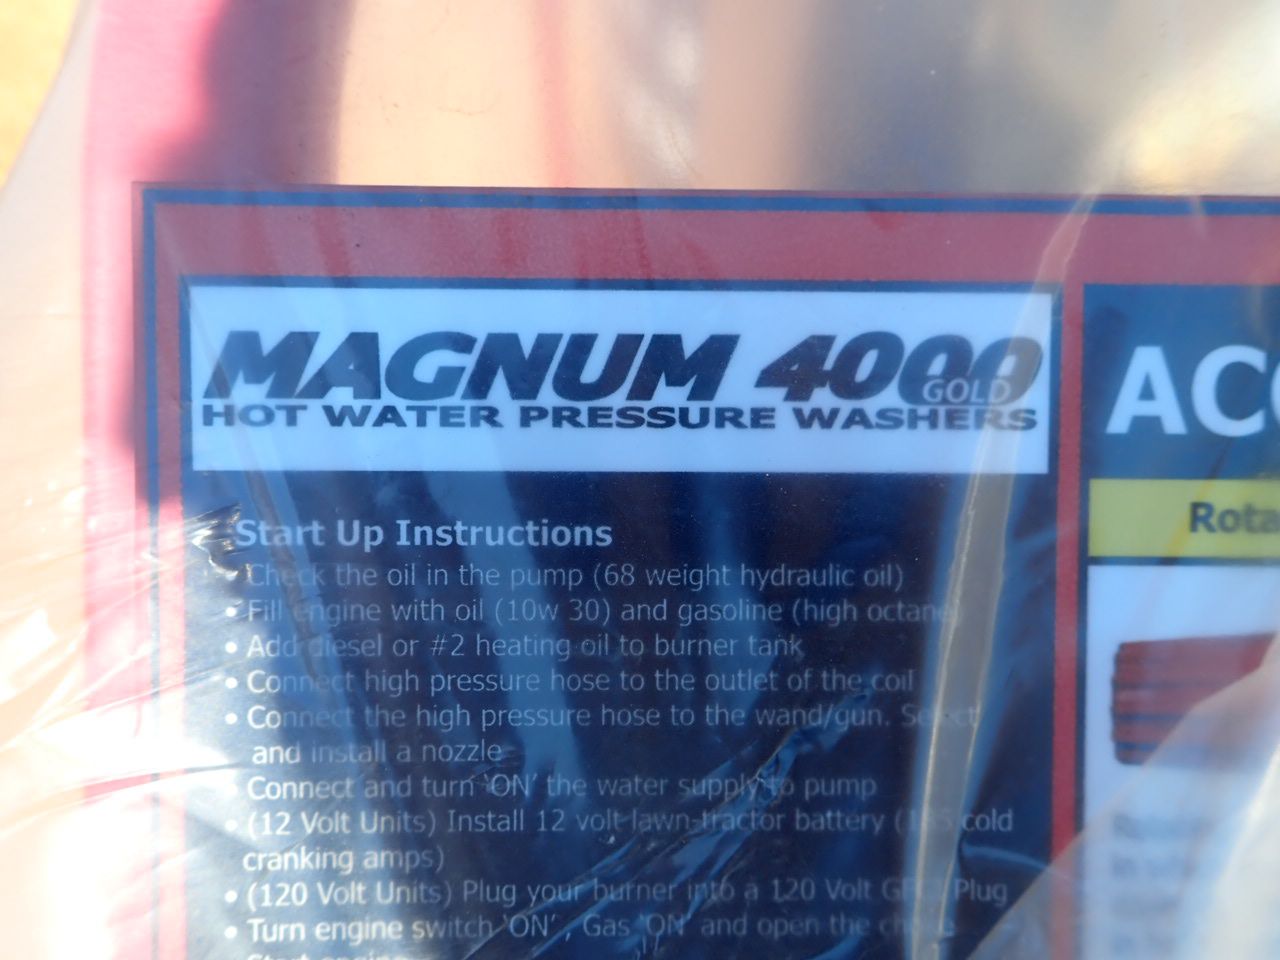 MAGNUM 4000
GOLD
HOT WATER PRESSURE WASHERS
Start Up Instructions
Check the oil in the pump (68 weight hydraulic oil)
• Fill engine with oil (10w 30) and gasoline (high octane)
• Add diesel or #2 heating oil to burner tank
• Connect high pressure hose to the outlet of the coil
• Connect the high pressure hose to the wand/gun. Select
and install a nozzle
• Connect and turn ‘ON’ the water supply to pump
• (12 Volt Units) Install 12 volt lawn-tractor battery ( cold
cranking amps)
• (120 Volt Units) Plug your burner into a 120 Volt GFCI Plug
• Turn engine switch ‘ON’, Gas ‘ON’ and open the choke
Start engine